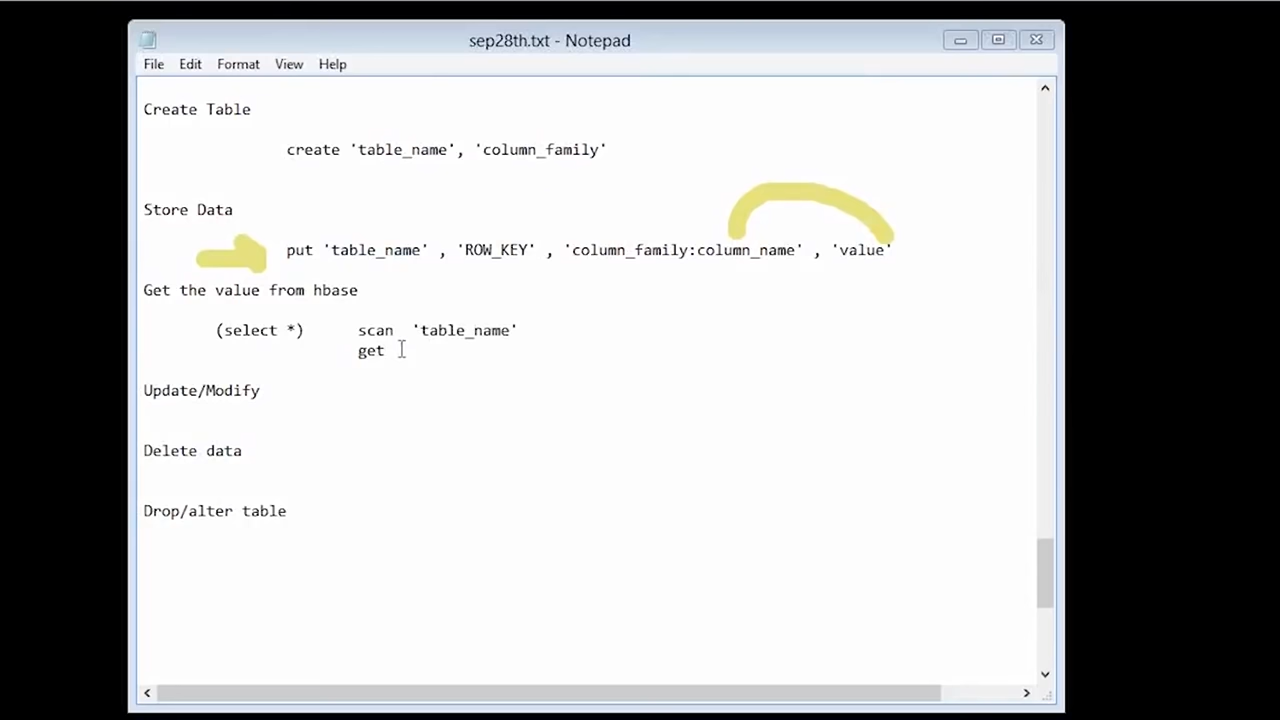 sep28th.txt - Notepad
File Edit Format View Help
Create Table
create 'table_name', 'column_family'
Store Data
put 'table_name' , 'ROW_KEY' , 'column_family:column_name' , 'value'
Get the value from hbase
(select *) scan 'table_name'
get
Update/Modify
Delete data
Drop/alter table